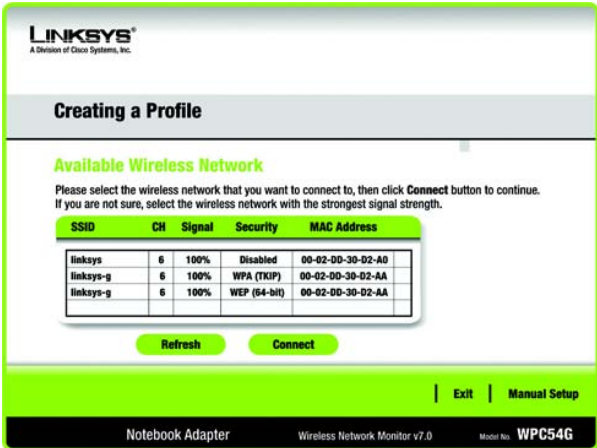 LINKSYS®
A Division of Cisco Systems, Inc.
Creating a Profile
Available Wireless Network
Please select the wireless network that you want to connect to, then click Connect button to continue.
If you are not sure, select the wireless network with the strongest signal strength.
SSID CH Signal Security MAC Address
linksys 6 100% Disabled 00-02-DD-30-D2-A0
linksys-g 6 100% WPA (TKIP) 00-02-DD-30-D2-AA
linksys-g 6 100% WEP (64-bit) 00-02-DD-30-D2-AA
Refresh Connect
Exit Manual Setup
Notebook Adapter Wireless Network Monitor v7.0 Model No. WPC54G